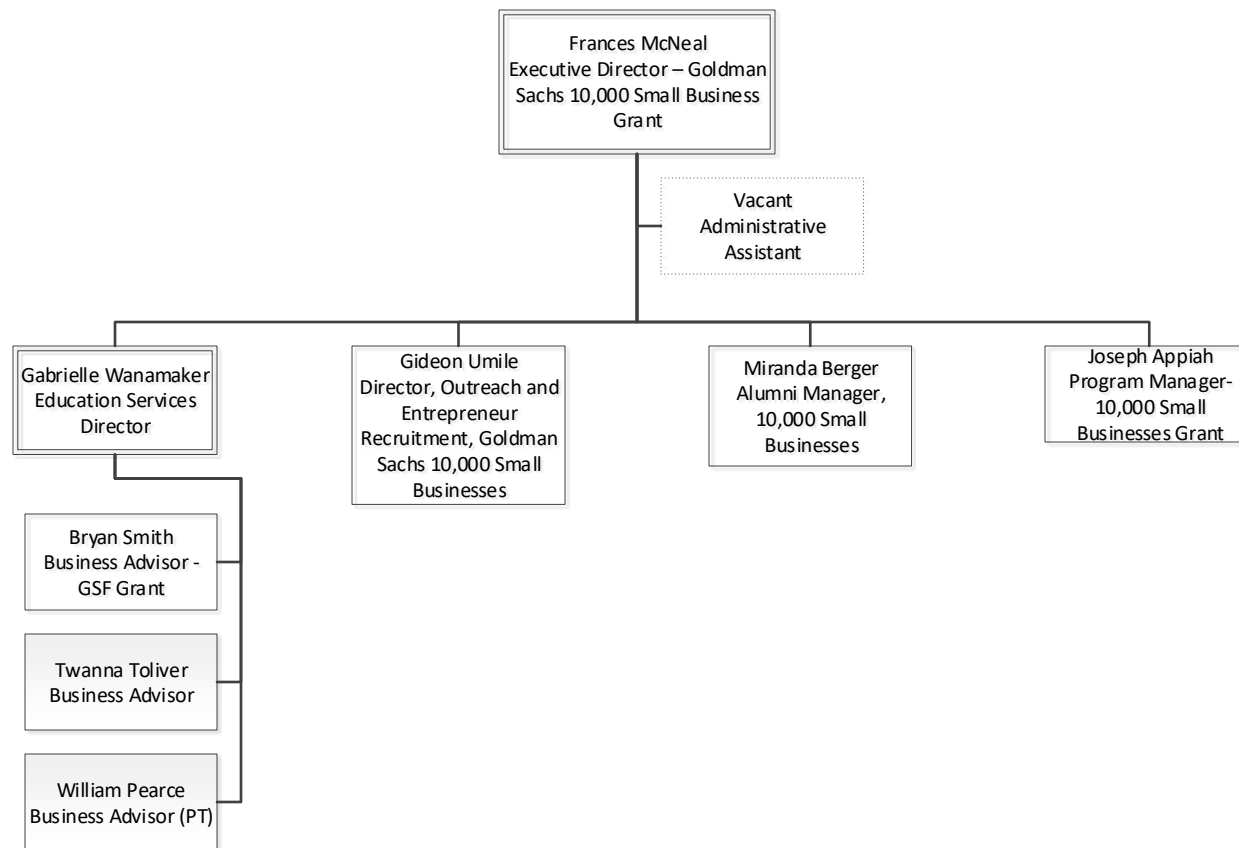 Frances McNeal
Executive Director – Goldman
Sachs 10,000 Small Business
Grant
Vacant
Administrative
Assistant
Gabrielle Wanamaker
Education Services
Director
Gideon Umile
Director, Outreach and
Entrepreneur
Recruitment, Goldman
Sachs 10,000 Small
Businesses
Miranda Berger
Alumni Manager,
10,000 Small
Businesses
Joseph Appiah
Program Manager-
10,000 Small
Businesses Grant
Bryan Smith
Business Advisor -
GSF Grant
Twanna Toliver
Business Advisor
William Pearce
Business Advisor (PT)